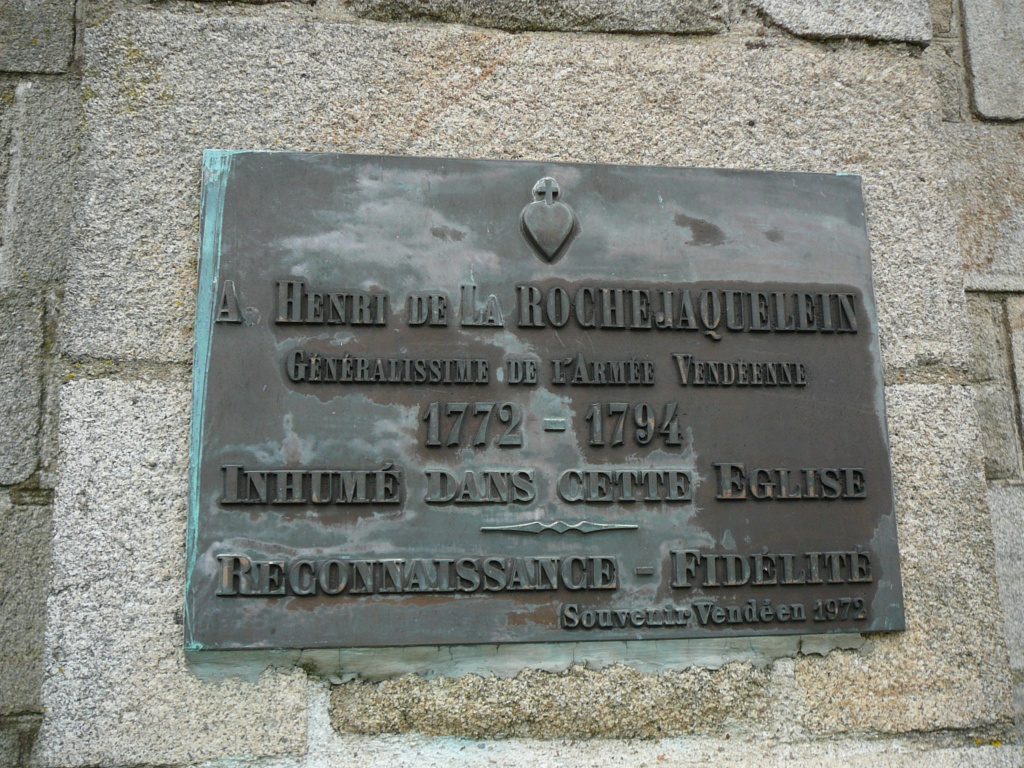 A HENRI DE LA ROCHEJAQUELEIN
GÉNÉRALISSIME DE L'ARMÉE VENDÉENNE
1772 - 1794
INHUMÉ DANS CETTE EGLISE
RECONNAISSANCE - FIDÉLITÉ
Souvenir Vendéen 1972